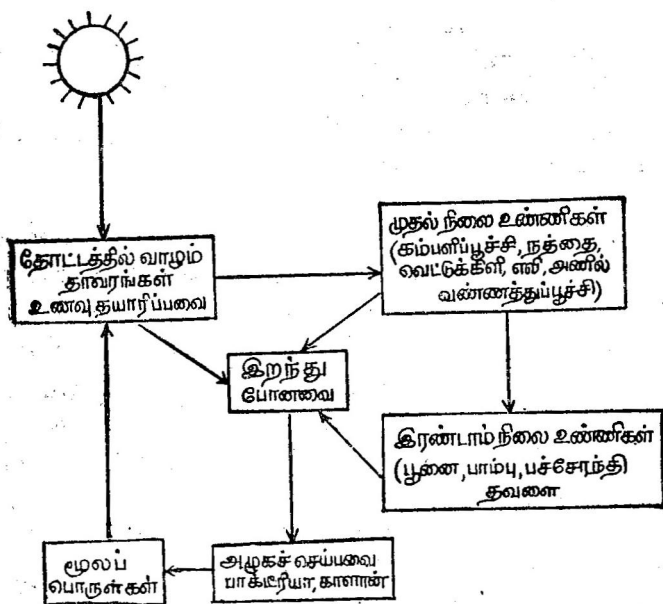 தோட்டத்தில் வாழும்
தாவரங்கள்
உணவு தயாரிப்பவை
முதல் நிலை உண்ணிகள்
(கம்பளிப்பூச்சி, நத்தை,
வெட்டுக்கிளி, எலி, அணில்
வண்ணத்துப்பூச்சி)
இறந்து
போனவை
இரண்டாம் நிலை உண்ணிகள்
(பூனை, பாம்பு, பச்சோந்தி)
தவளை
மூலப்
பொருள்கள்
அழுகச் செய்பவை
பாக்டீரியா, காளான்